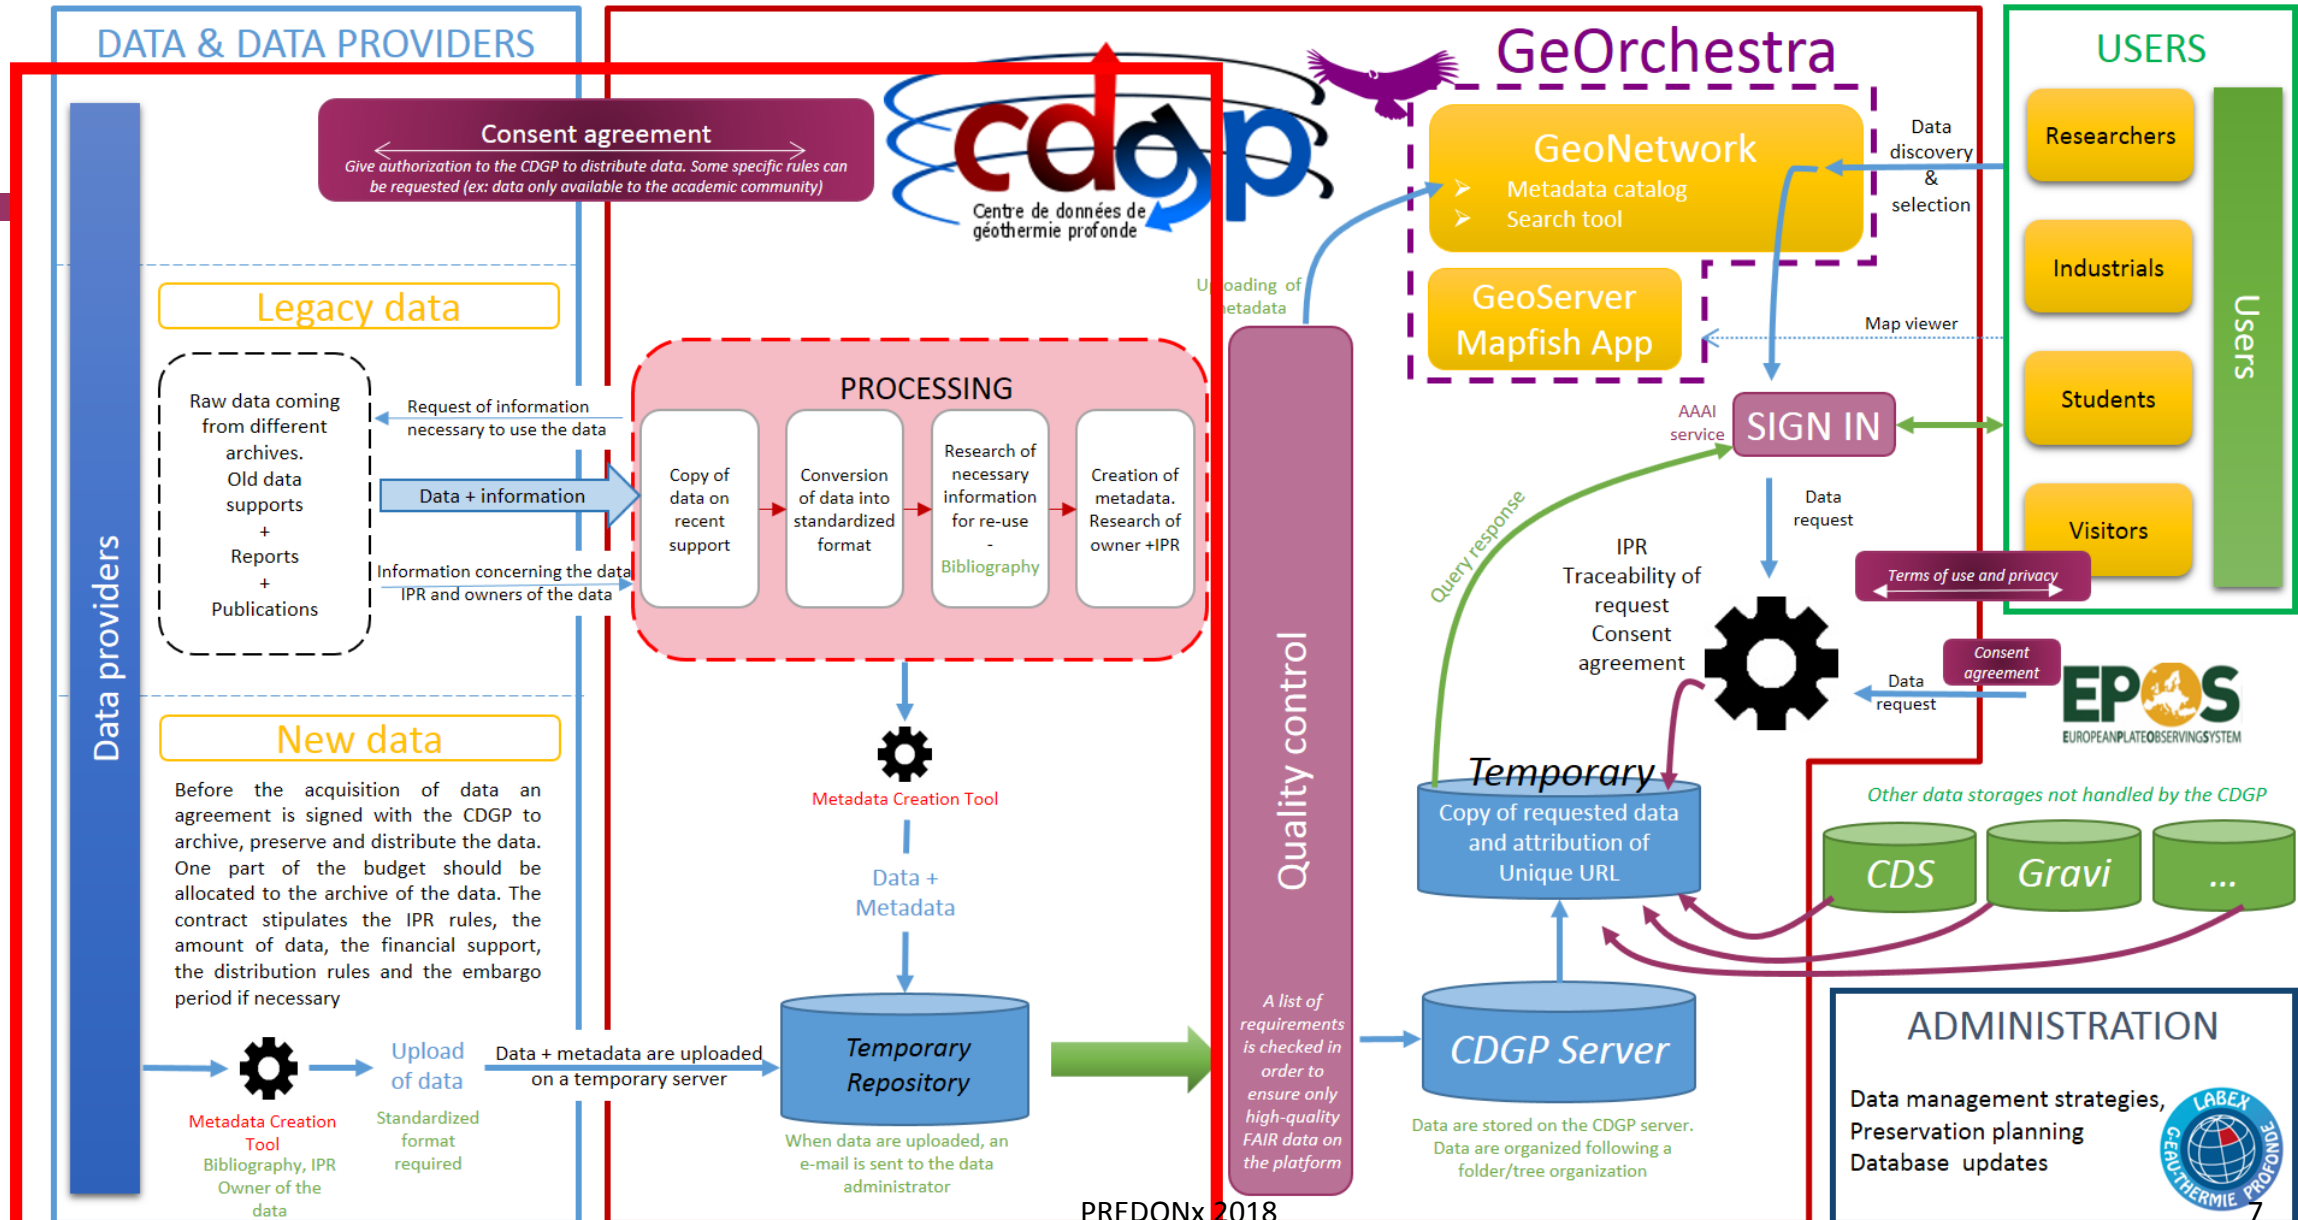 DATA & DATA PROVIDERS
Data providers
Consent agreement
Give authorization to the CDGP to distribute data. Some specific rules can
be requested (ex: data only available to the academic community)
cdgp
Centre de données de
géothermie profonde
Legacy data
Raw data coming
from different
archives.
Old data
supports
+
Reports
+
Publications
Request of information
necessary to use the data
Data + information
Information concerning the data
IPR and owners of the data
PROCESSING
Copy of
data on
recent
support
Conversion
of data into
standardized
format
Research of
necessary
information
for re-use
-
Bibliography
Creation of
metadata.
Research of
owner +IPR
Metadata Creation Tool
Data +
Metadata
New data
Before the acquisition of data an
agreement is signed with the CDGP to
archive, preserve and distribute the data.
One part of the budget should be
allocated to the archive of the data. The
contract stipulates the IPR rules, the
amount of data, the financial support,
the distribution rules and the embargo
period if necessary
Metadata Creation
Tool
Bibliography, IPR
Owner of the
data
Upload
of data
Standardized
format
required
Data + metadata are uploaded
on a temporary server
Temporary
Repository
When data are uploaded, an
e-mail is sent to the data
administrator
Uploading of
metadata
Quality control
A list of
requirements
is checked in
order to
ensure only
high-quality
FAIR data on
the platform
GeOrchestra
GeoNetwork
Metadata catalog
Search tool
GeoServer
Mapfish App
Data
discovery
&
selection
Map viewer
AAAI
service
SIGN IN
Data
request
Query response
IPR
Traceability of
request
Consent
agreement
Temporary
Copy of requested data
and attribution of
Unique URL
CDGP Server
Data are stored on the CDGP server.
Data are organized following a
folder/tree organization
USERS
Researchers
Industrials
Students
Visitors
Users
Terms of use and privacy
Consent
agreement
Data
request
EPOS
EUROPEANPLATEOBSERVINGSYSTEM
Other data storages not handled by the CDGP
CDS
Gravi
...
ADMINISTRATION
Data management strategies,
Preservation planning
Database updates
LABEX
G-EAU-THERMIE PROFONDE
PREDONx 2018
7